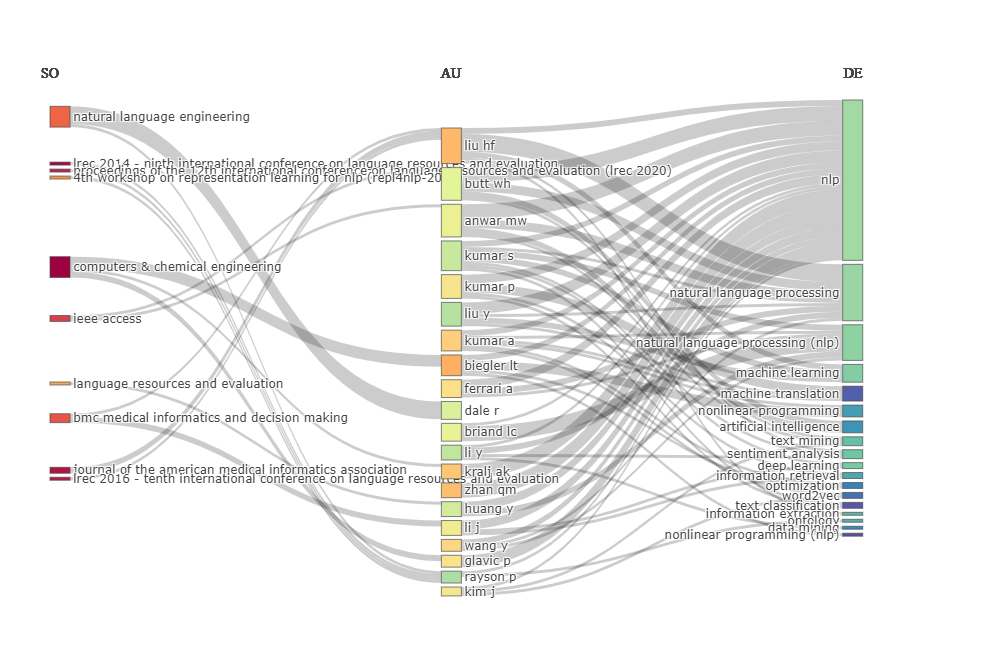 SO
AU
DE
natural language engineering
lrec 2014 - ninth international conference on language resources and evaluation
proceedings of the 12th international conference on language resources and evaluation (lrec 2020)
4th workshop on representation learning for nlp (repl4nlp-20
computers & chemical engineering
ieee access
language resources and evaluation
bmc medical informatics and decision making
journal of the american medical informatics association
lrec 2016 - tenth international conference on language resources and evaluation
liu hf
butt wh
anwar mw
kumar s
kumar p
liu y
kumar a
biegler lt
ferrari a
dale r
briand lc
li y
kralj ak
zhan qm
huang y
li j
wang y
glavic p
rayson p
kim j
nlp
natural language processing
natural language processing (nlp)
machine learning
machine translation
nonlinear programming
artificial intelligence
text mining
sentiment analysis
deep learning
information retrieval
optimization
word2vec
text classification
information extraction
ontology
data mining
nonlinear programming (nlp)